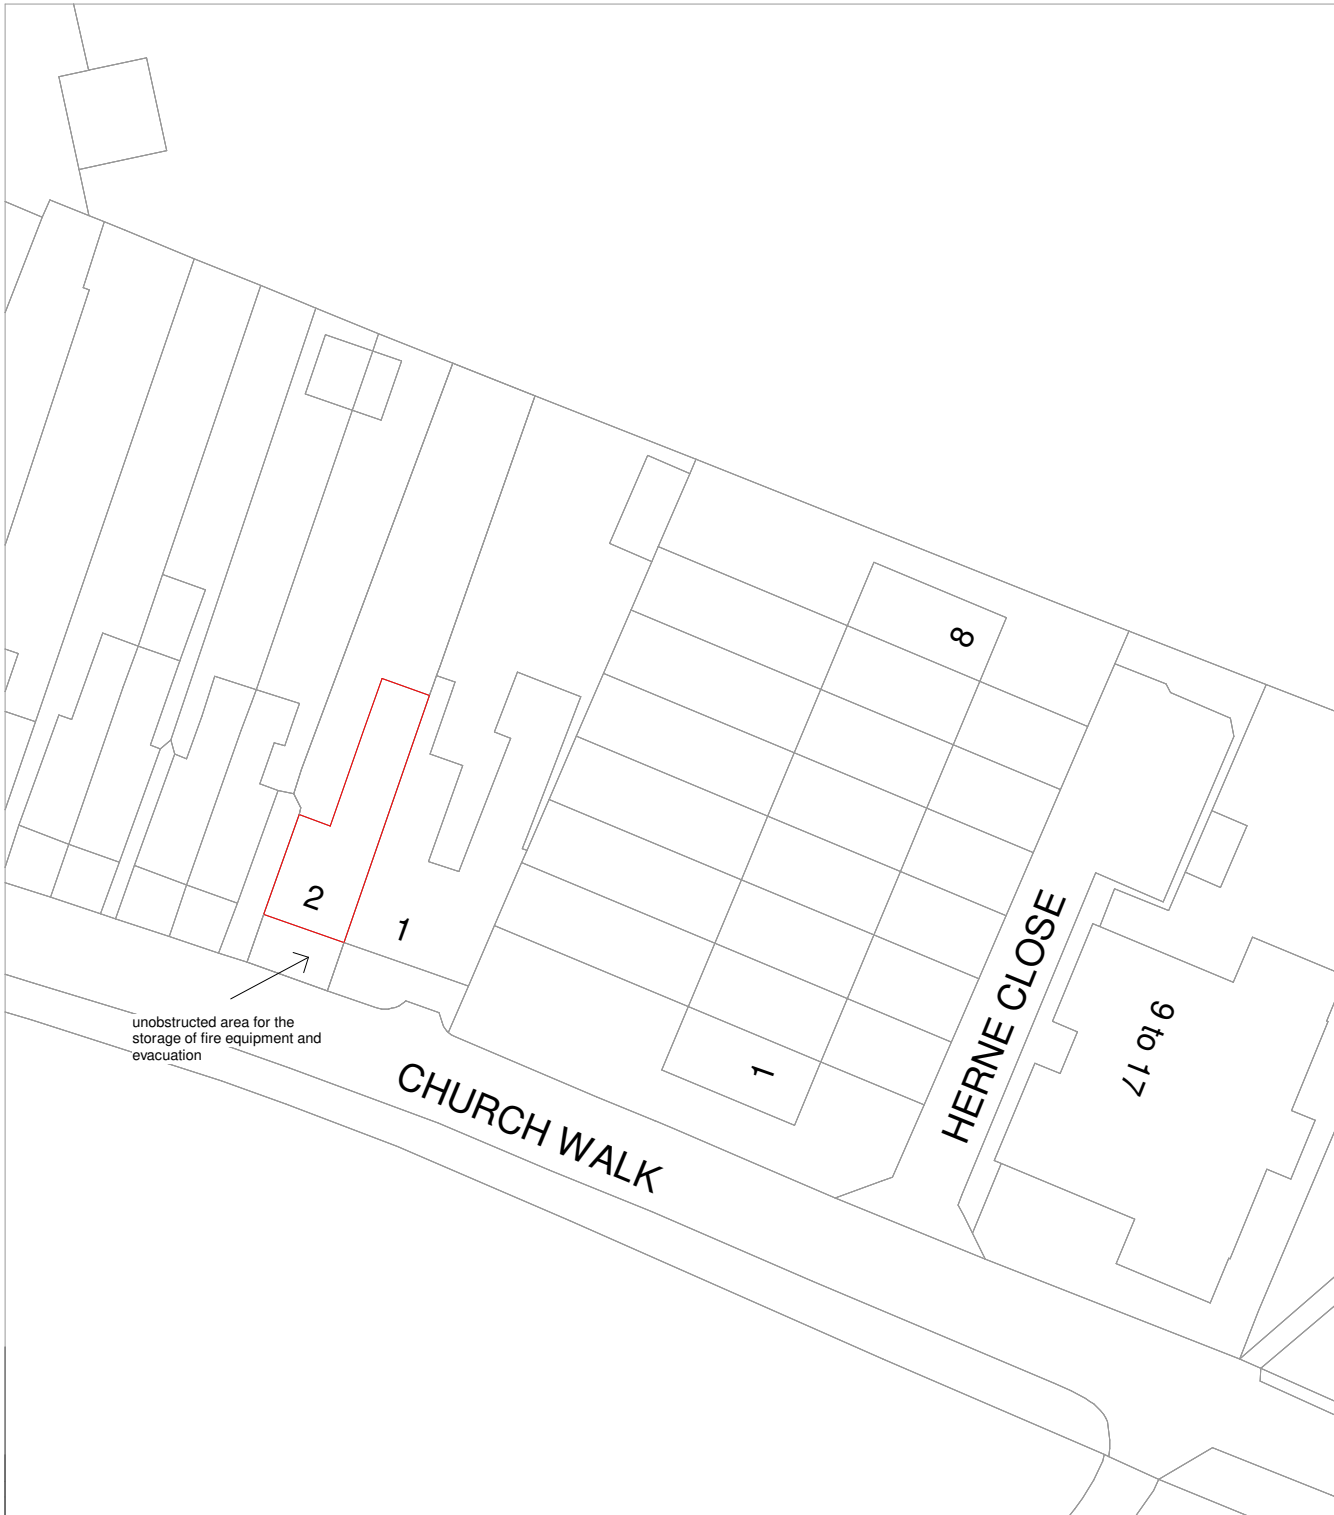 8
2
1
HERNE CLOSE
9 to 17
unobstructed area for the
storage of fire equipment and
evacuation
1
CHURCH WALK